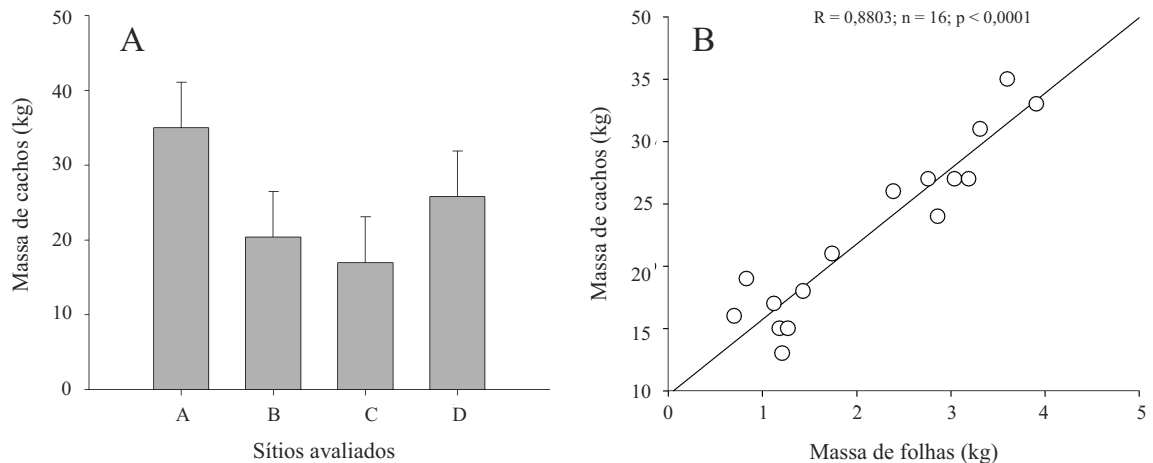 A
Massa de cachos (kg)
50
40
30
20
10
0
A B C D
Sítios avaliados
B
R = 0,8803; n = 16; p < 0,0001
Massa de cachos (kg)
50
35
30
25
20
15
10
0 1 2 3 4 5
Massa de folhas (kg)